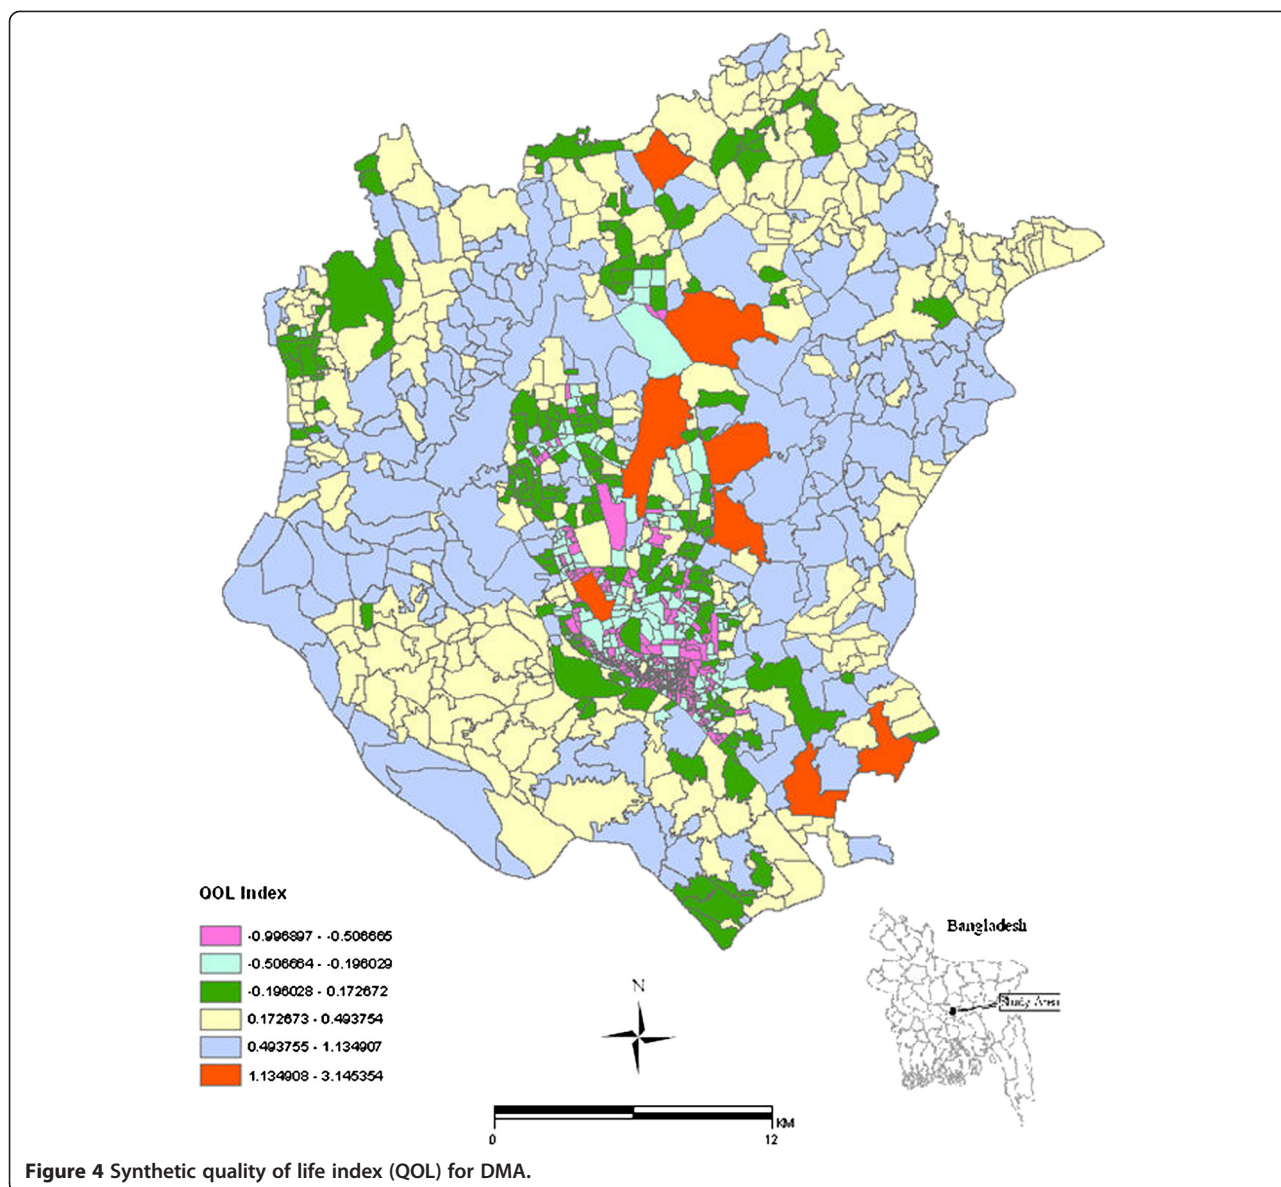 QOL Index
-0.996897 - -0.506665
-0.506664 - -0.196029
-0.196028 - 0.172672
0.172673 - 0.493754
0.493755 - 1.134907
1.134908 - 3.145354
Bangladesh
Study Area
N
KM
0 12
Figure 4 Synthetic quality of life index (QOL) for DMA.